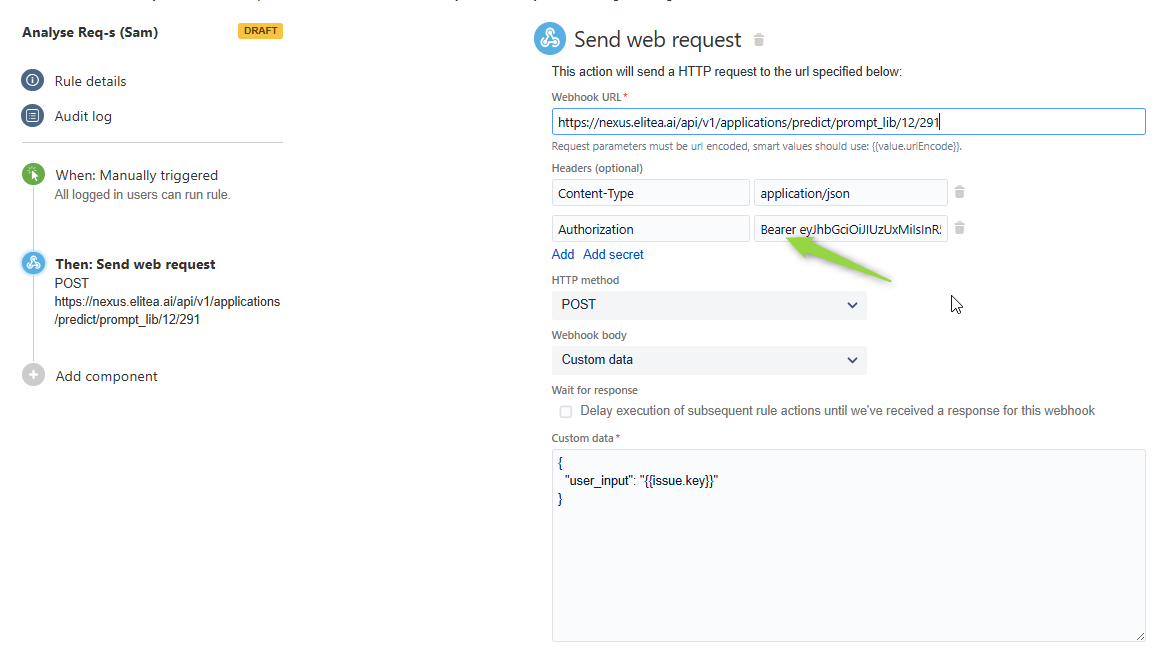 Analyse Req-s (Sam)
DRAFT
Rule details
Audit log
When: Manually triggered
All logged in users can run rule.
Then: Send web request
POST
https://nexus.elitea.ai/api/v1/applications
/predict/prompt_lib/12/291
Add component
Send web request
This action will send a HTTP request to the url specified below:
Webhook URL*
https://nexus.elitea.ai/api/v1/applications/predict/prompt_lib/12/291
Request parameters must be url encoded, smart values should use: {{value.urlEncode}}.
Headers (optional)
Content-Type
application/json
Authorization
Bearer eyJhbGciOiJIUzUxMiIsInR5
Add Add secret
HTTP method
POST
Webhook body
Custom data
Wait for response
Delay execution of subsequent rule actions until we've received a response for this webhook
Custom data*
{
"user_input": "{{issue.key}}"
}